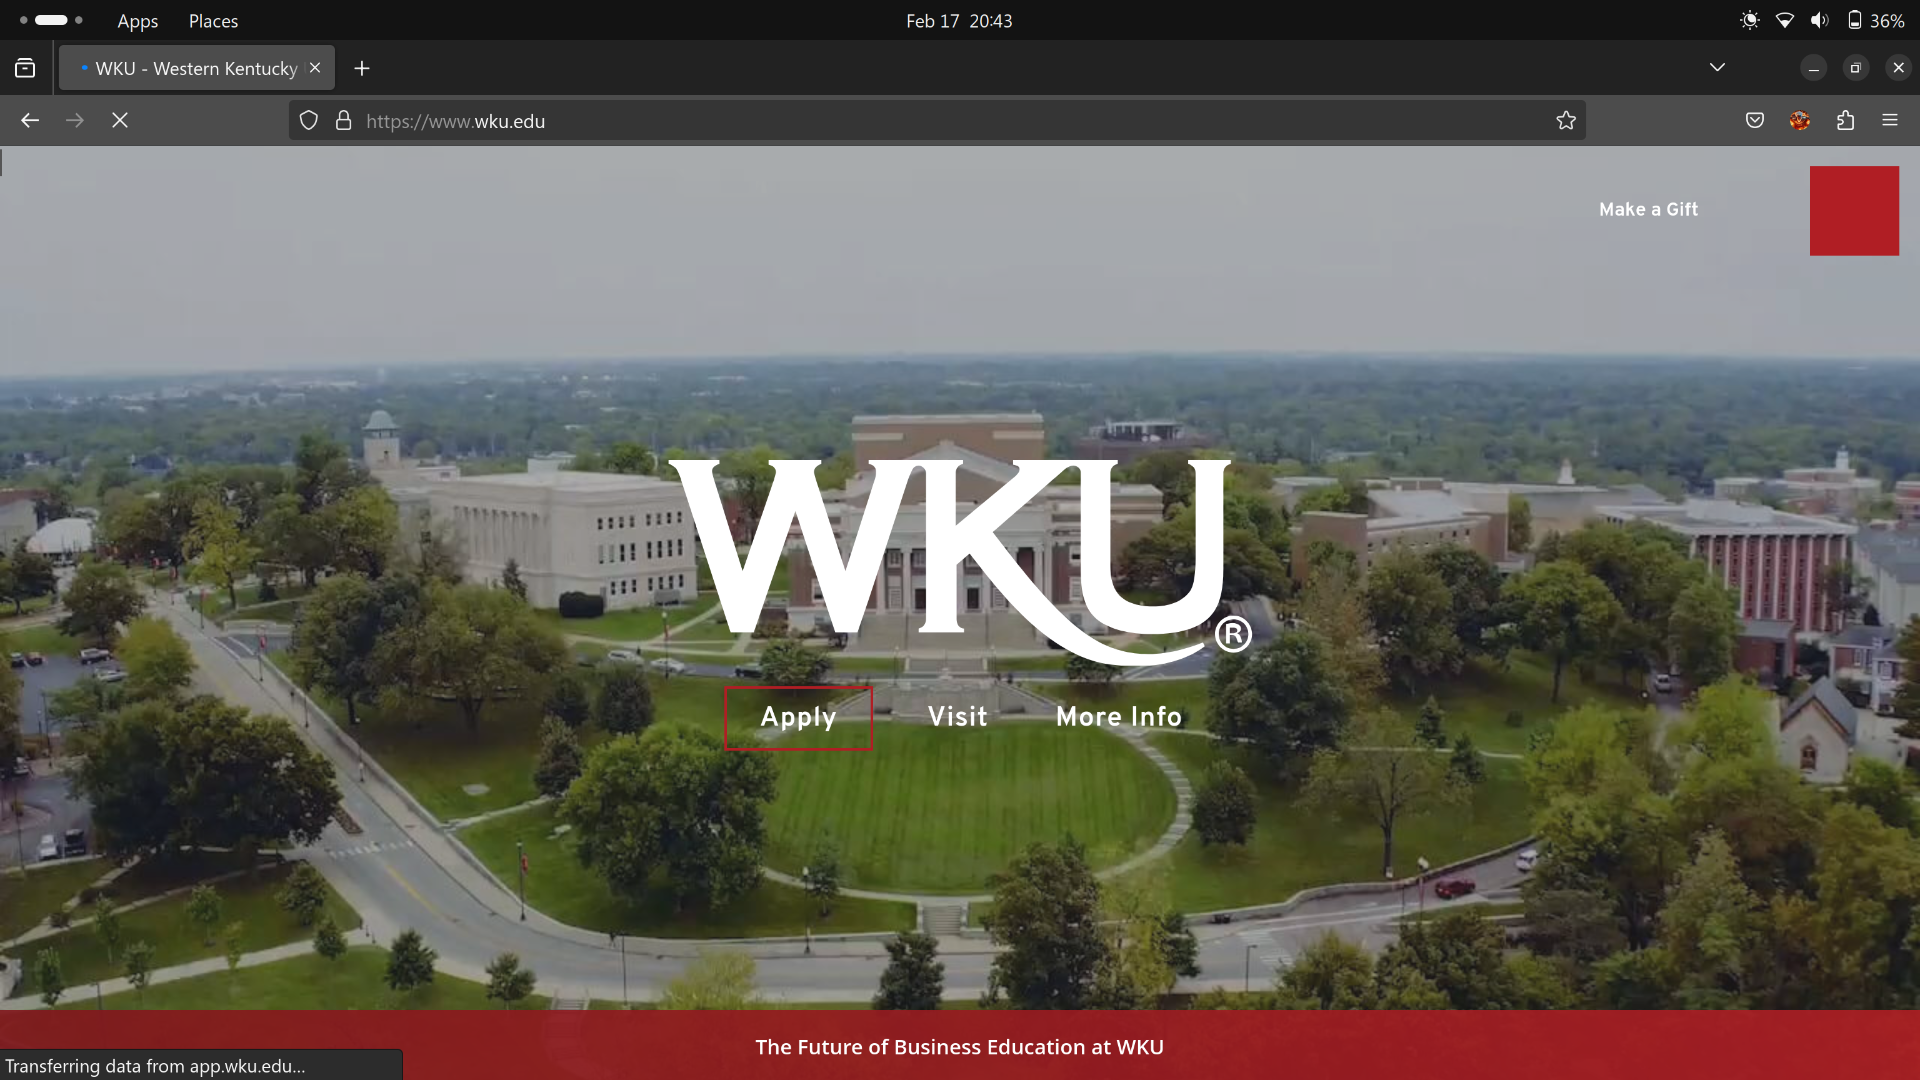 Apps Places Feb 17 20:43 36%
WKU - Western Kentucky
https://www.wku.edu
Make a Gift
WKU®
Apply Visit More Info
The Future of Business Education at WKU
Transferring data from app.wku.edu...